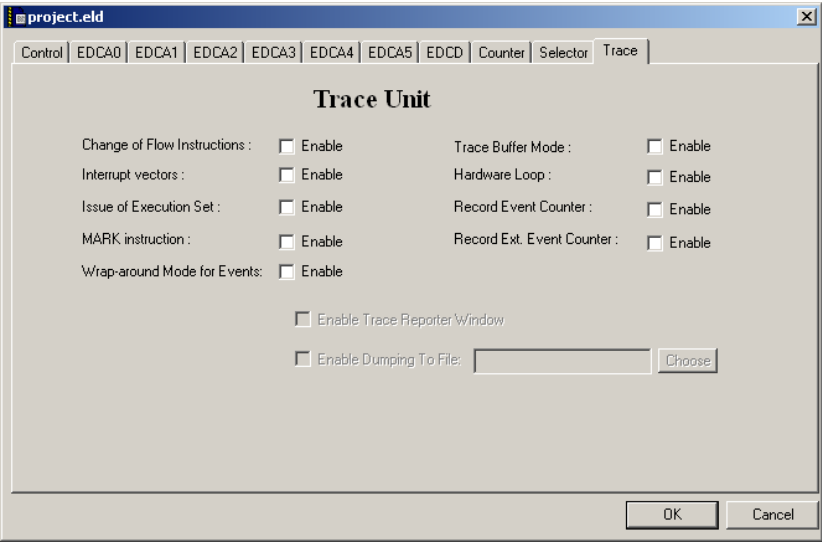 project.eld
Control EDCA0 EDCA1 EDCA2 EDCA3 EDCA4 EDCA5 EDCD Counter Selector Trace
Trace Unit
Change of Flow Instructions : Enable Trace Buffer Mode : Enable
Interrupt vectors : Enable Hardware Loop : Enable
Issue of Execution Set : Enable Record Event Counter : Enable
MARK instruction : Enable Record Ext. Event Counter : Enable
Wrap-around Mode for Events: Enable
Enable Trace Reporter Window
Enable Dumping To File: Choose
OK Cancel